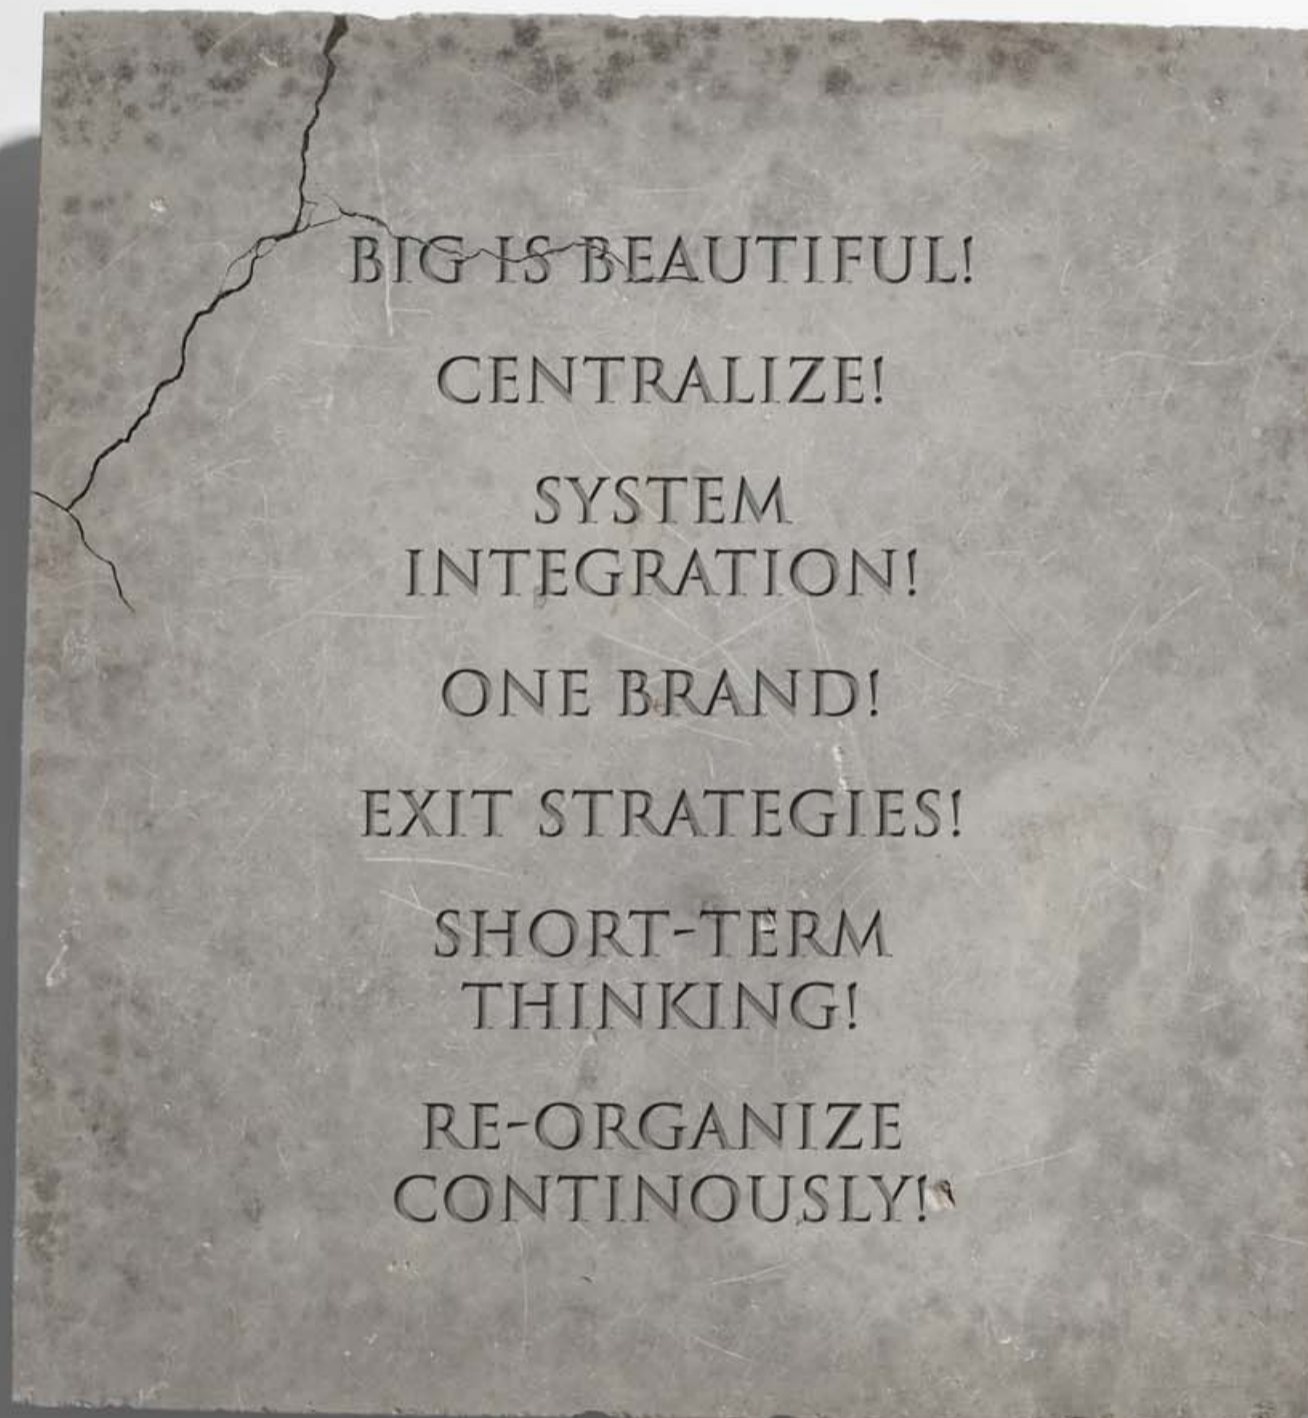 BIG IS BEAUTIFUL!
CENTRALIZE!
SYSTEM
INTEGRATION!
ONE BRAND!
EXIT STRATEGIES!
SHORT-TERM
THINKING!
RE-ORGANIZE
CONTINOUSLY!